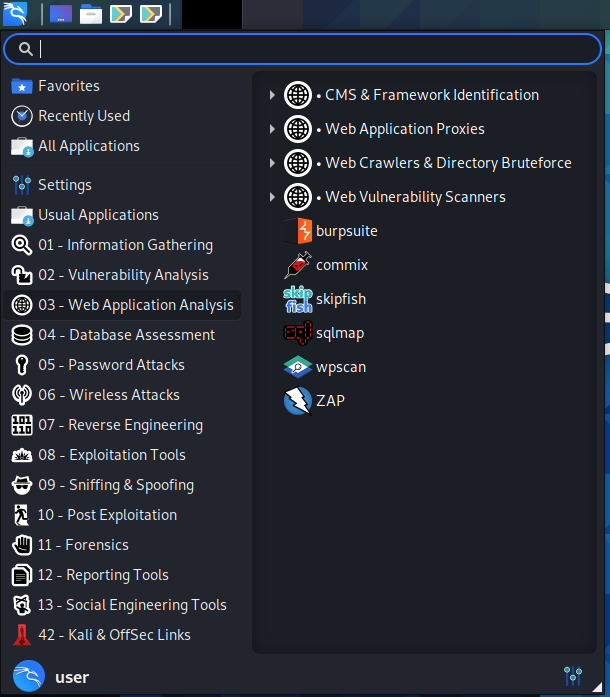 Favorites
Recently Used
All Applications
Settings
Usual Applications
01 - Information Gathering
02 - Vulnerability Analysis
03 - Web Application Analysis
04 - Database Assessment
05 - Password Attacks
06 - Wireless Attacks
07 - Reverse Engineering
08 - Exploitation Tools
09 - Sniffing & Spoofing
10 - Post Exploitation
11 - Forensics
12 - Reporting Tools
13 - Social Engineering Tools
42 - Kali & OffSec Links
• CMS & Framework Identification
• Web Application Proxies
• Web Crawlers & Directory Bruteforce
• Web Vulnerability Scanners
burpsuite
commix
skip
fish
skipfish
sql
sqlmap
wpscan
ZAP
user